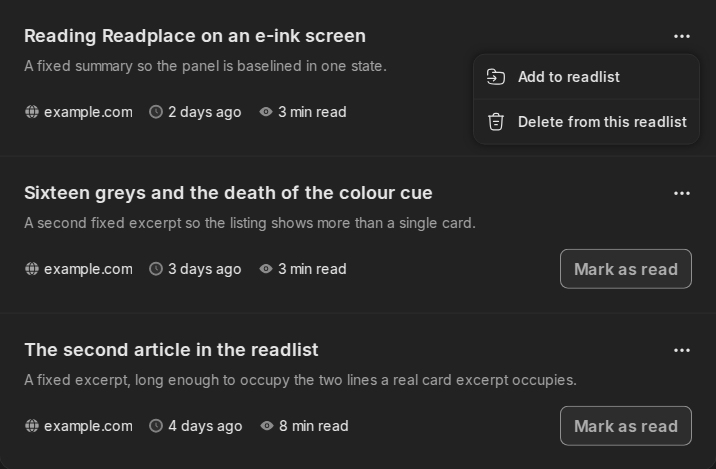 Reading Readplace on an e-ink screen
A fixed summary so the panel is baselined in one state.
example.com 2 days ago 3 min read
Add to readlist
Delete from this readlist
Sixteen greys and the death of the colour cue
A second fixed excerpt so the listing shows more than a single card.
example.com 3 days ago 3 min read
Mark as read
The second article in the readlist
A fixed excerpt, long enough to occupy the two lines a real card excerpt occupies.
example.com 4 days ago 8 min read
Mark as read